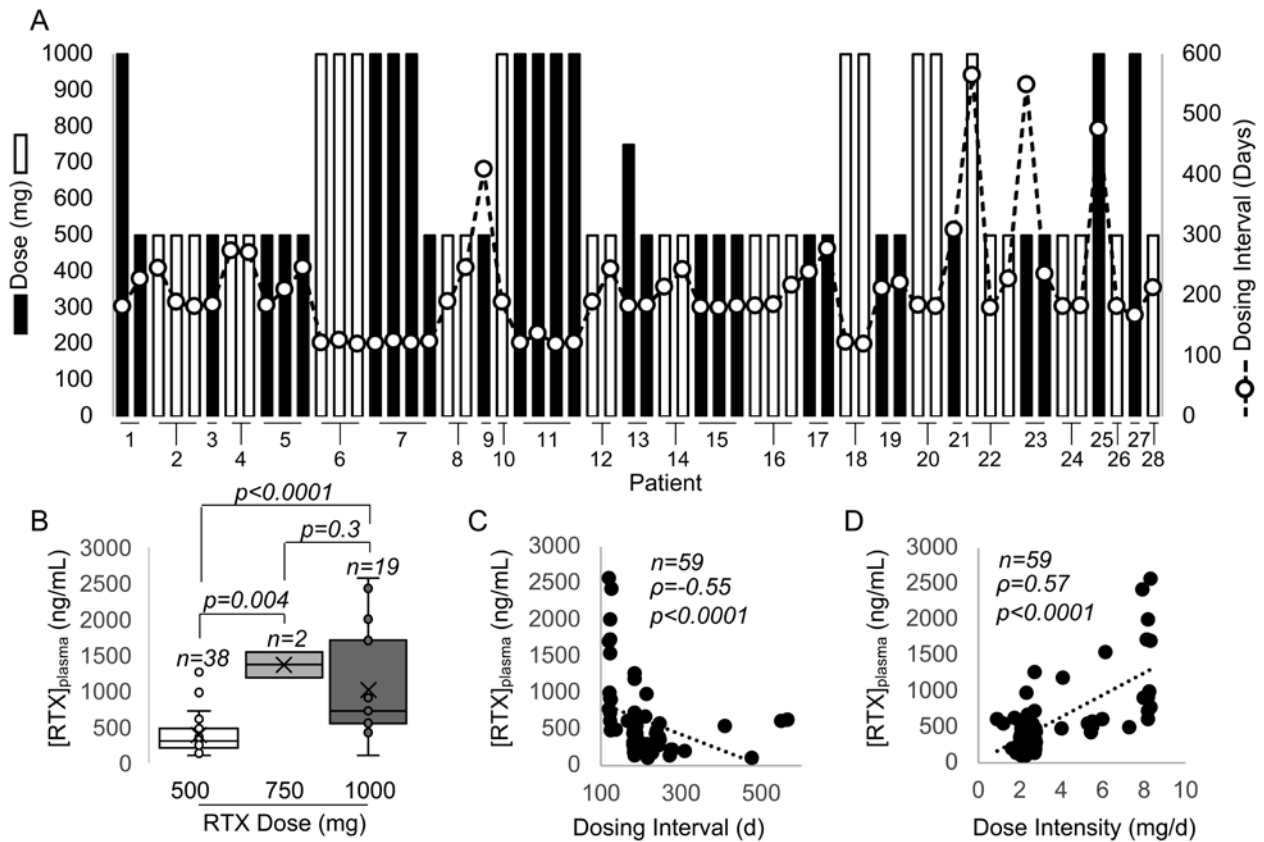 A
Dose (mg)
1000
900
800
700
600
500
400
300
200
100
0
600
500
400
300
200
100
0
Dosing Interval (Days)
1 3 5 7 9 11 13 15 17 19 21 23 25 27
2 4 6 8 10 12 14 16 18 20 22 24 26 28
Patient
B
[RTX]plasma (ng/mL)
3000
2500
2000
1500
1000
500
0
p<0.0001
p=0.3
n=19
p=0.004
n=2
n=38
500 750 1000
RTX Dose (mg)
C
[RTX]plasma (ng/mL)
3000
2500
2000
1500
1000
500
0
n=59
ρ=-0.55
p<0.0001
100 300 500
Dosing Interval (d)
D
[RTX]plasma (ng/mL)
3000
2500
2000
1500
1000
500
0
n=59
ρ=0.57
p<0.0001
0 2 4 6 8 10
Dose Intensity (mg/d)